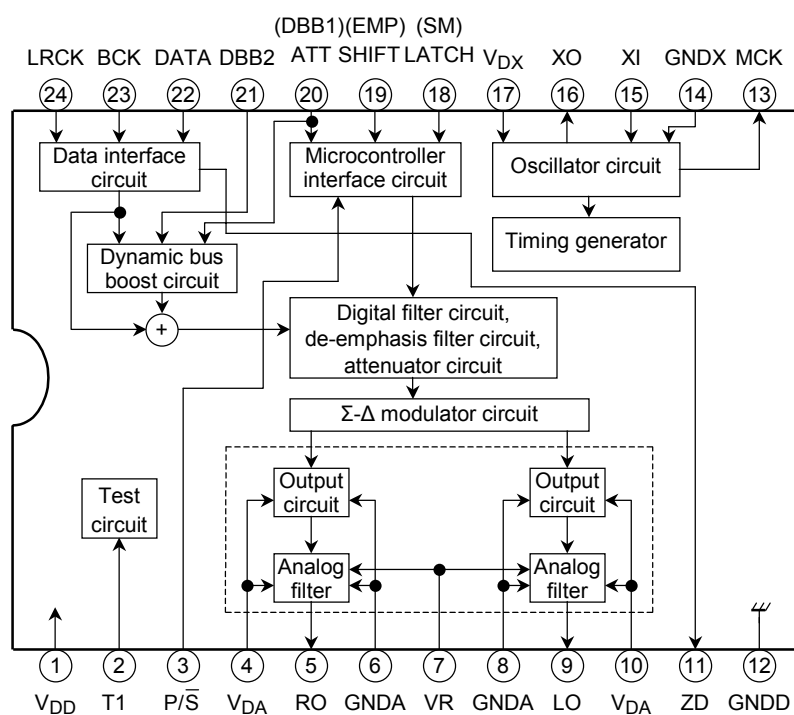 (DBB1) (EMP) (SM)
LRCK BCK DATA DBB2 ATT SHIFT LATCH VDX XO XI GNDX MCK
24 23 22 21 20 19 18 17 16 15 14 13
Data interface
circuit
Microcontroller
interface circuit
Oscillator circuit
Timing generator
Dynamic bus
boost circuit
+
Digital filter circuit,
de-emphasis filter circuit,
attenuator circuit
Σ-Δ modulator circuit
Test
circuit
Output
circuit
Output
circuit
Analog
filter
Analog
filter
1 2 3 4 5 6 7 8 9 10 11 12
VDD T1 P/S̅ VDA RO GNDA VR GNDA LO VDA ZD GNDD